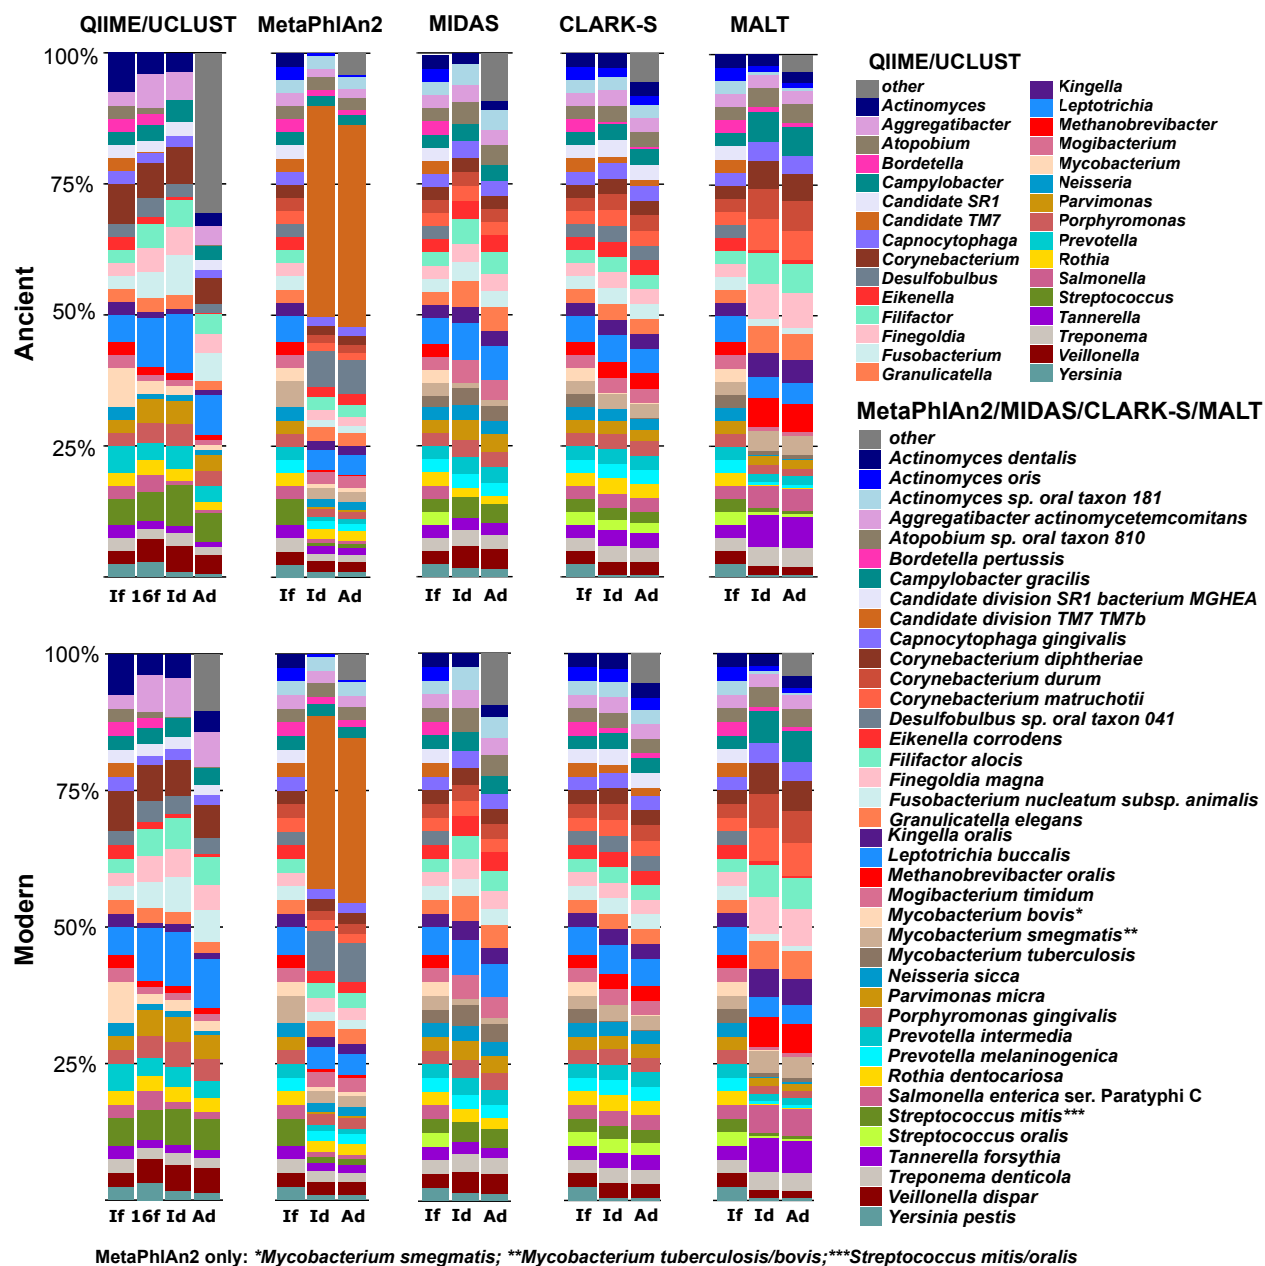 QIIME/UCLUST MetaPhlAn2 MIDAS CLARK-S MALT
100%
75%
50%
25%
Ancient
If 16f Id Ad If Id Ad If Id Ad If Id Ad If Id Ad
100%
75%
50%
25%
Modern
If 16f Id Ad If Id Ad If Id Ad If Id Ad If Id Ad
QIIME/UCLUST
other
Actinomyces
Aggregatibacter
Atopobium
Bordetella
Campylobacter
Candidate SR1
Candidate TM7
Capnocytophaga
Corynebacterium
Desulfobulbus
Eikenella
Filifactor
Finegoldia
Fusobacterium
Granulicatella
Kingella
Leptotrichia
Methanobrevibacter
Mogibacterium
Mycobacterium
Neisseria
Parvimonas
Porphyromonas
Prevotella
Rothia
Salmonella
Streptococcus
Tannerella
Treponema
Veillonella
Yersinia
MetaPhlAn2/MIDAS/CLARK-S/MALT
other
Actinomyces dentalis
Actinomyces oris
Actinomyces sp. oral taxon 181
Aggregatibacter actinomycetemcomitans
Atopobium sp. oral taxon 810
Bordetella pertussis
Campylobacter gracilis
Candidate division SR1 bacterium MGHEA
Candidate division TM7 TM7b
Capnocytophaga gingivalis
Corynebacterium diphtheriae
Corynebacterium durum
Corynebacterium matruchotii
Desulfobulbus sp. oral taxon 041
Eikenella corrodens
Filifactor alocis
Finegoldia magna
Fusobacterium nucleatum subsp. animalis
Granulicatella elegans
Kingella oralis
Leptotrichia buccalis
Methanobrevibacter oralis
Mogibacterium timidum
Mycobacterium bovis*
Mycobacterium smegmatis**
Mycobacterium tuberculosis
Neisseria sicca
Parvimonas micra
Porphyromonas gingivalis
Prevotella intermedia
Prevotella melaninogenica
Rothia dentocariosa
Salmonella enterica ser. Paratyphi C
Streptococcus mitis***
Streptococcus oralis
Tannerella forsythia
Treponema denticola
Veillonella dispar
Yersinia pestis
MetaPhlAn2 only: *Mycobacterium smegmatis; **Mycobacterium tuberculosis/bovis;***Streptococcus mitis/oralis